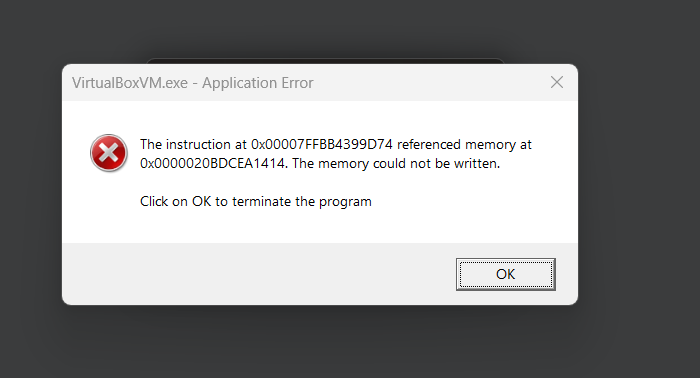 VirtualBoxVM.exe - Application Error
The instruction at 0x00007FFBB4399D74 referenced memory at
0x0000020BDCEA1414. The memory could not be written.
Click on OK to terminate the program
OK